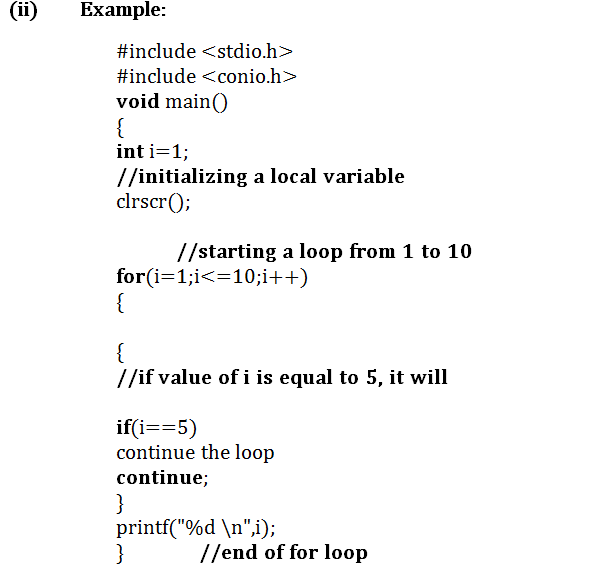 (ii) Example:
#include <stdio.h>
#include <conio.h>
void main()
{
int i=1;
//initializing a local variable
clrscr();
//starting a loop from 1 to 10
for(i=1;i<=10;i++)
{
{
//if value of i is equal to 5, it will
if(i==5)
continue the loop
continue;
}
printf("%d \n",i);
} //end of for loop